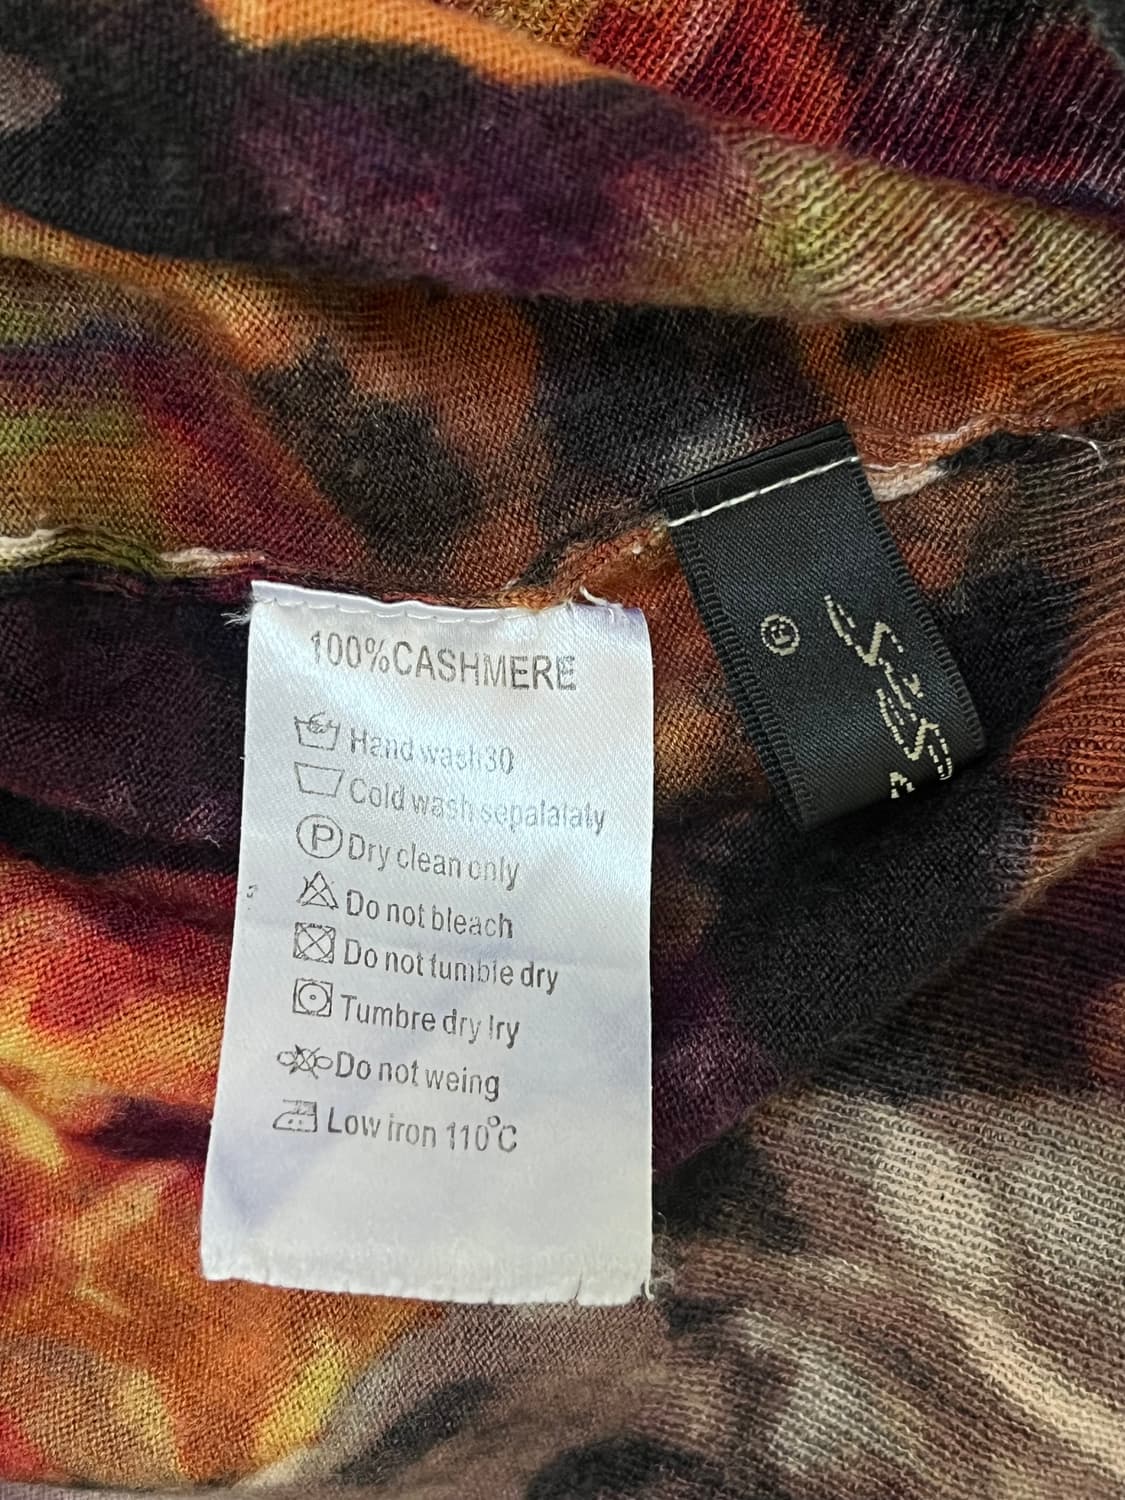 100%CASHMERE
Hand wash30
Cold wash sepalalaly
P Dry clean only
Do not bleach
Do not tumble dry
Tumbre dry lry
Do not weing
Low iron 110°C
®